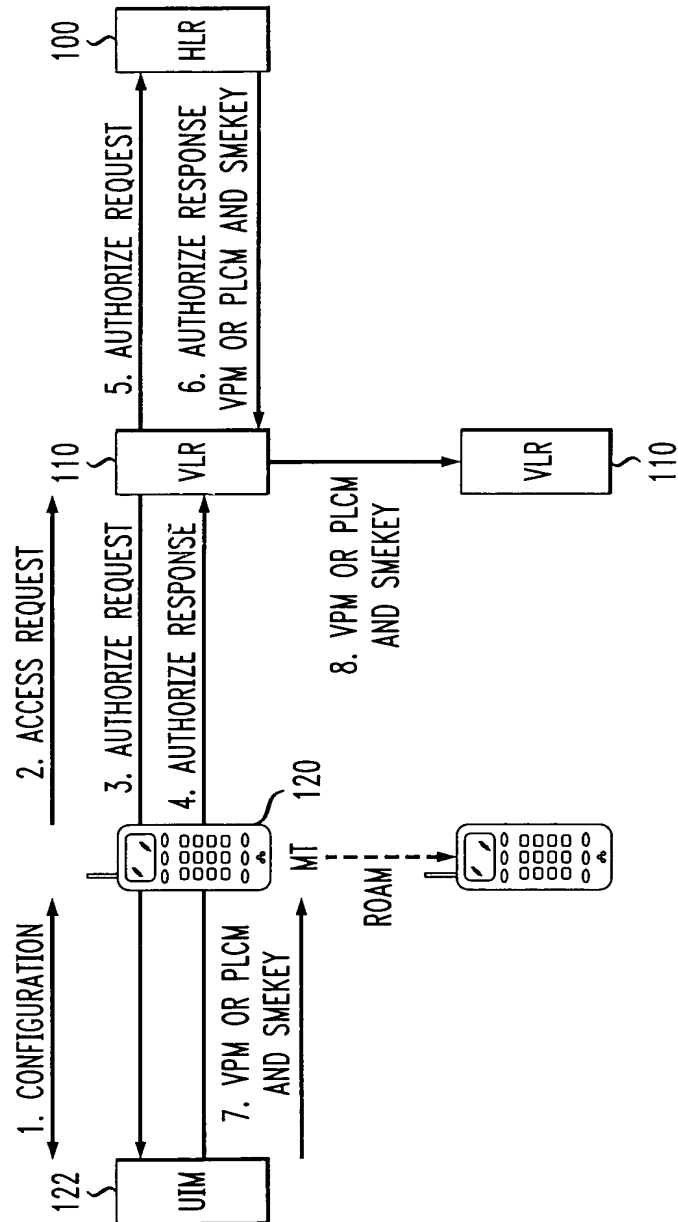 1. CONFIGURATION
2. ACCESS REQUEST
122
UIM
3. AUTHORIZE REQUEST
4. AUTHORIZE RESPONSE
120
MT
ROAM
7. VPM OR PLCM
AND SMEKEY
110
VLR
5. AUTHORIZE REQUEST
6. AUTHORIZE RESPONSE
VPM OR PLCM AND SMEKEY
100
HLR
8. VPM OR PLCM
AND SMEKEY
VLR
110